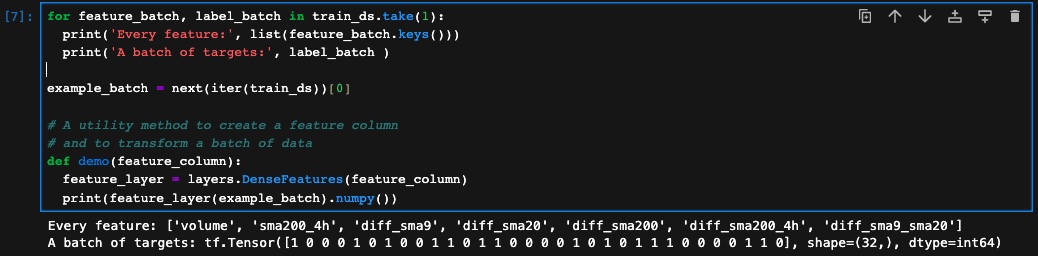 [7]: for feature_batch, label_batch in train_ds.take(1):
  print('Every feature:', list(feature_batch.keys()))
  print('A batch of targets:', label_batch )

example_batch = next(iter(train_ds))[0]

# A utility method to create a feature column
# and to transform a batch of data
def demo(feature_column):
  feature_layer = layers.DenseFeatures(feature_column)
  print(feature_layer(example_batch).numpy())
Every feature: ['volume', 'sma200_4h', 'diff_sma9', 'diff_sma20', 'diff_sma200', 'diff_sma200_4h', 'diff_sma9_sma20']
A batch of targets: tf.Tensor([1 0 0 0 1 0 1 0 0 1 1 0 1 1 0 0 0 0 1 0 1 0 1 1 1 0 0 0 0 1 1 0], shape=(32,), dtype=int64)